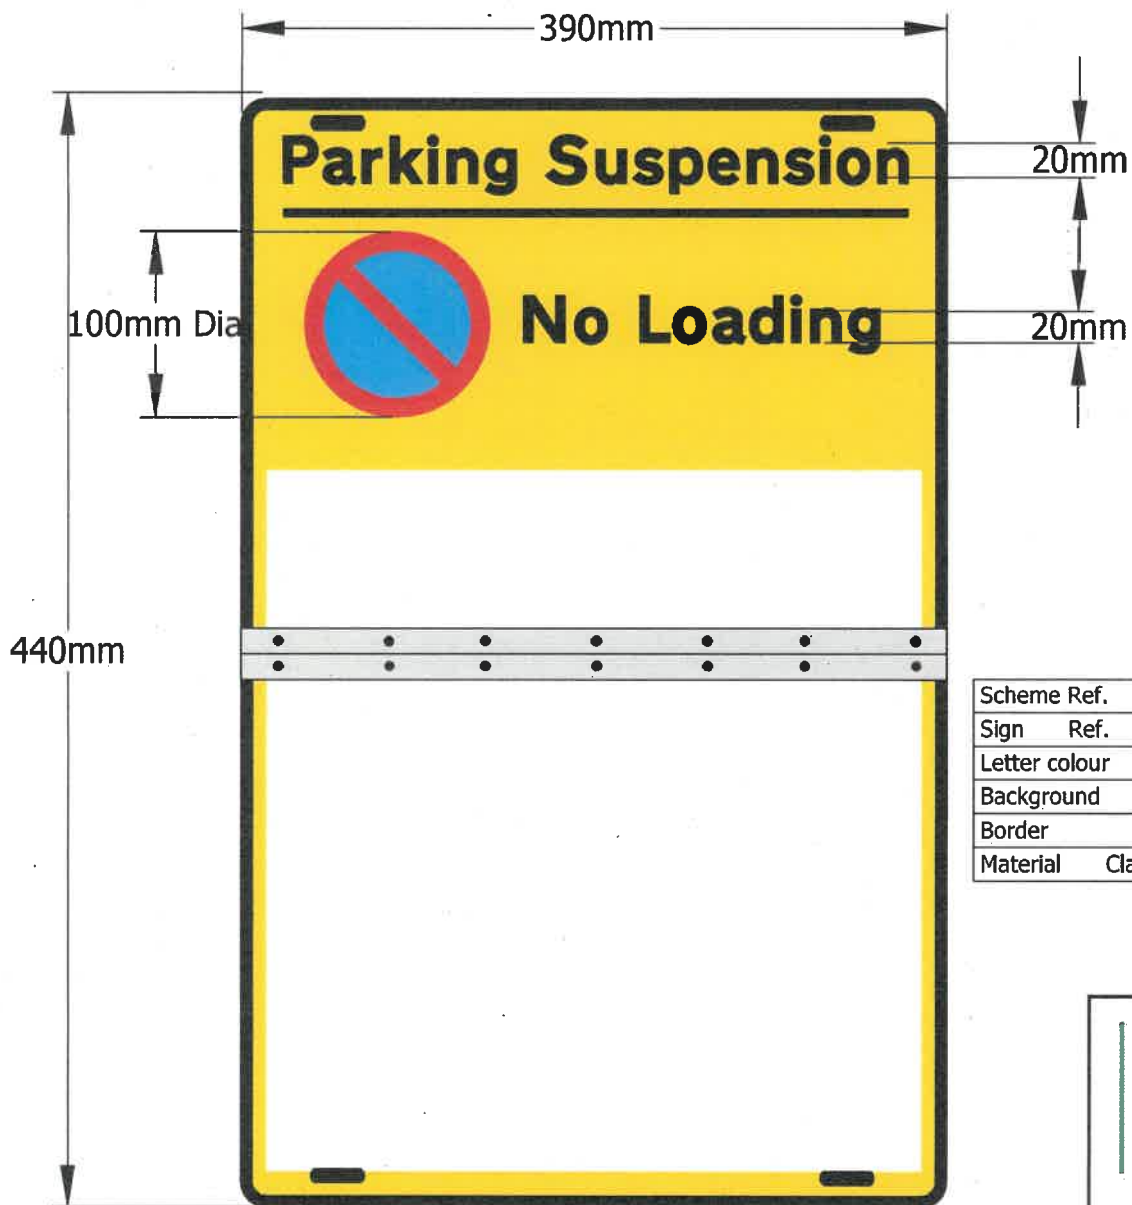 390mm
Parking Suspension
20mm
100mm Dia
No Loading
20mm
440mm
Scheme Ref.
Sign Ref.
Letter colour
Background
Border
Material Cla